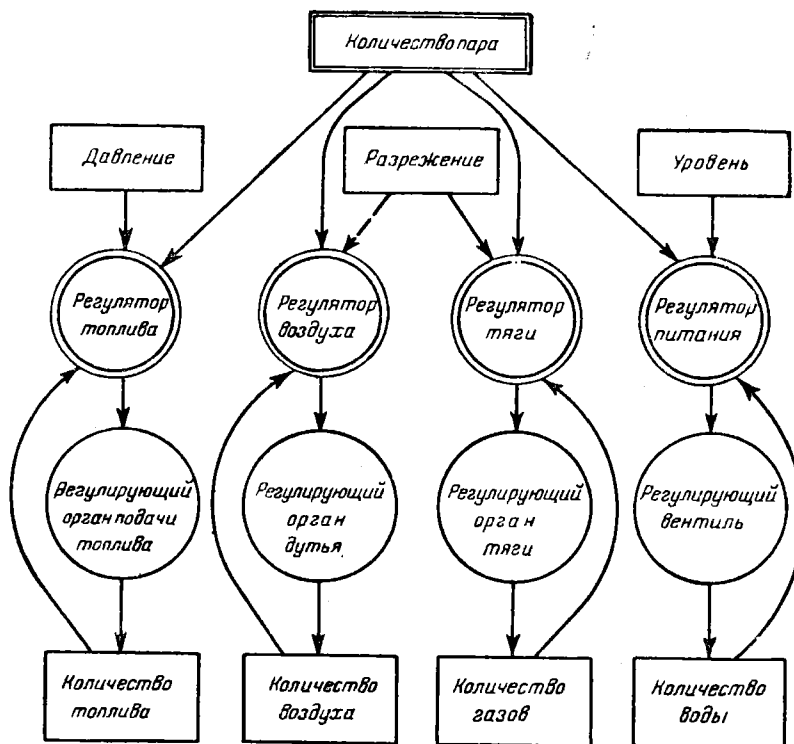 Количество пара
Давление
Разрежение
Уровень
Регулятор
топлива
Регулятор
воздуха
Регулятор
тяги
Регулятор
питания
Регулирующий
орган подачи
топлива
Регулирующий
орган
дутья
Регулирующий
орган
тяги
Регулирующий
вентиль
Количество
топлива
Количество
воздуха
Количество
газов
Количество
воды